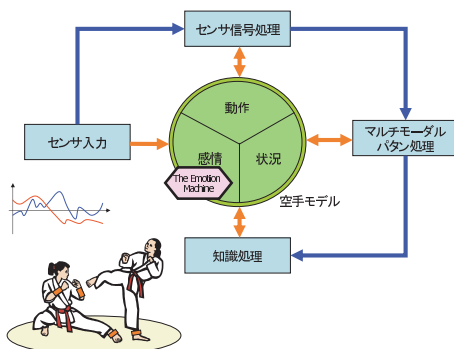 センサ信号処理
動作
センサ入力
マルチモーダル
パタン処理
感情
状況
The Emotion
Machine
空手モデル
知識処理